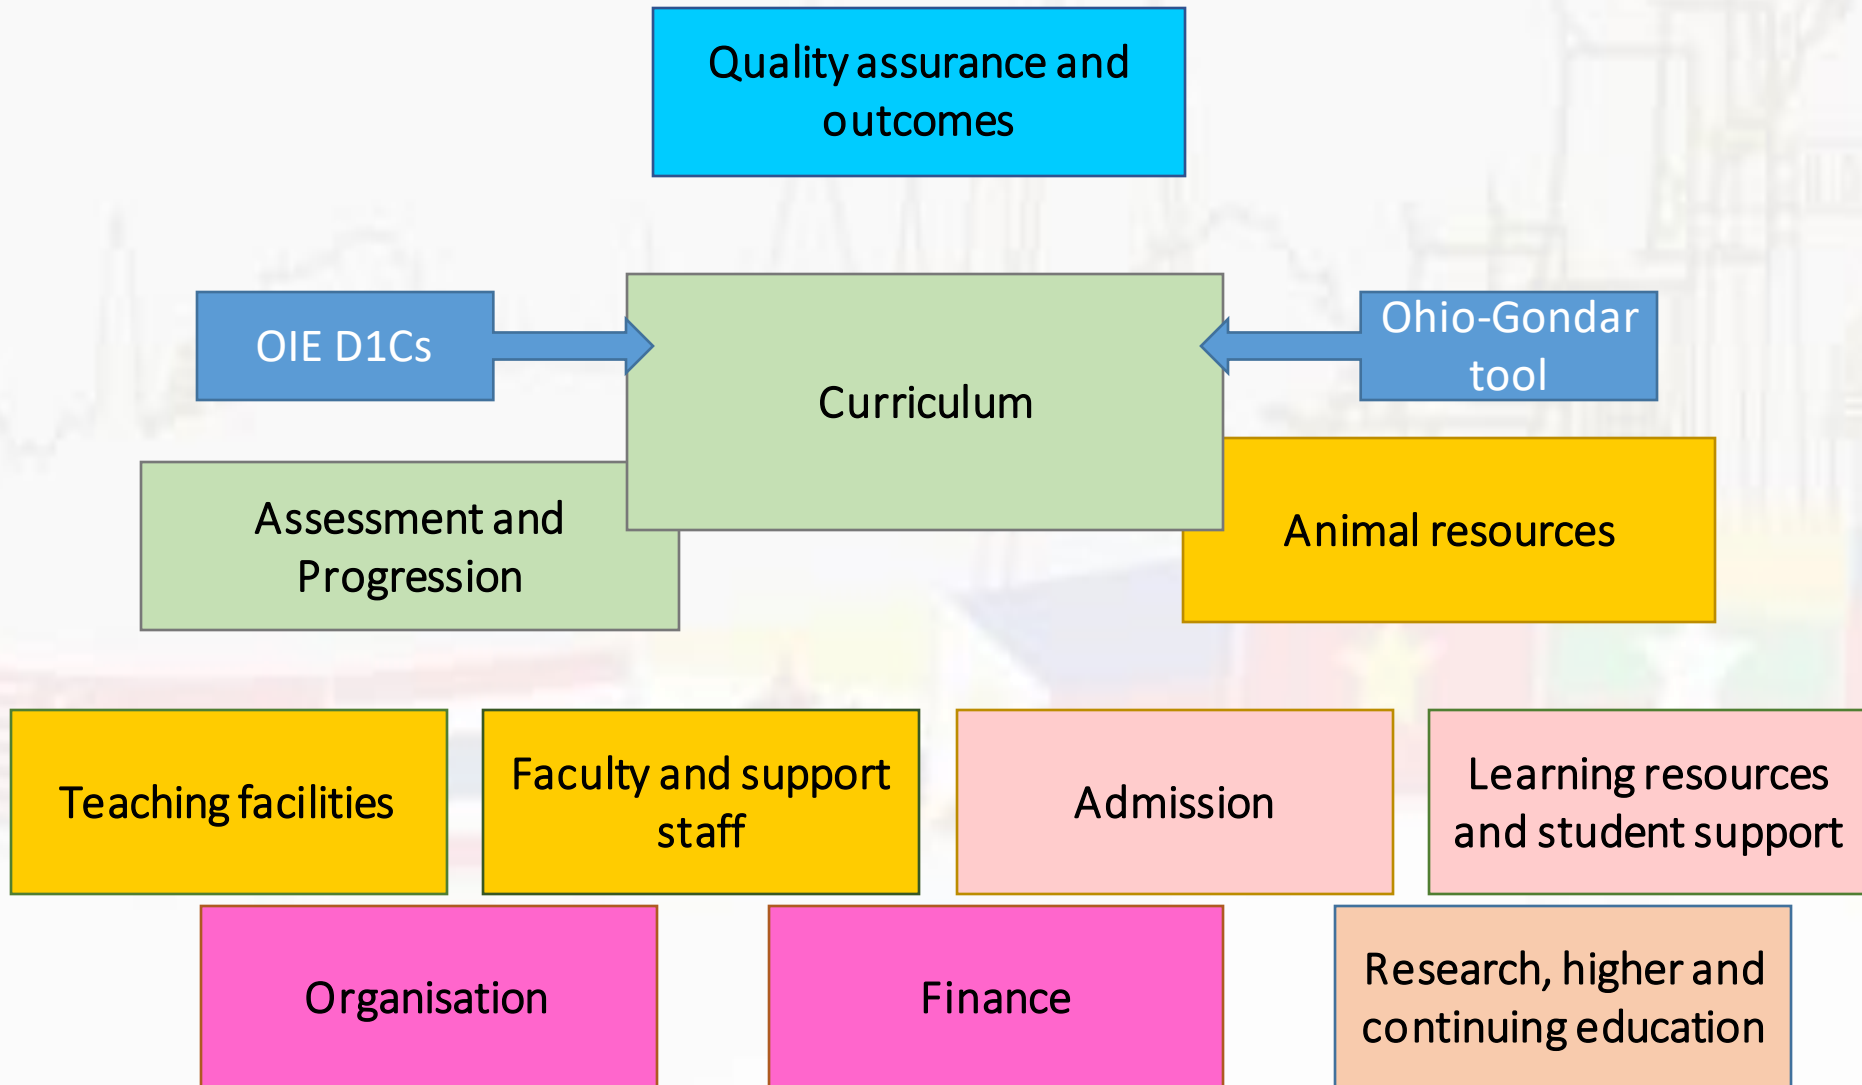 Quality assurance and
outcomes
OIE D1Cs
Ohio-Gondar
tool
Curriculum
Assessment and
Progression
Animal resources
Teaching facilities
Faculty and support
staff
Admission
Learning resources
and student support
Organisation
Finance
Research, higher and
continuing education